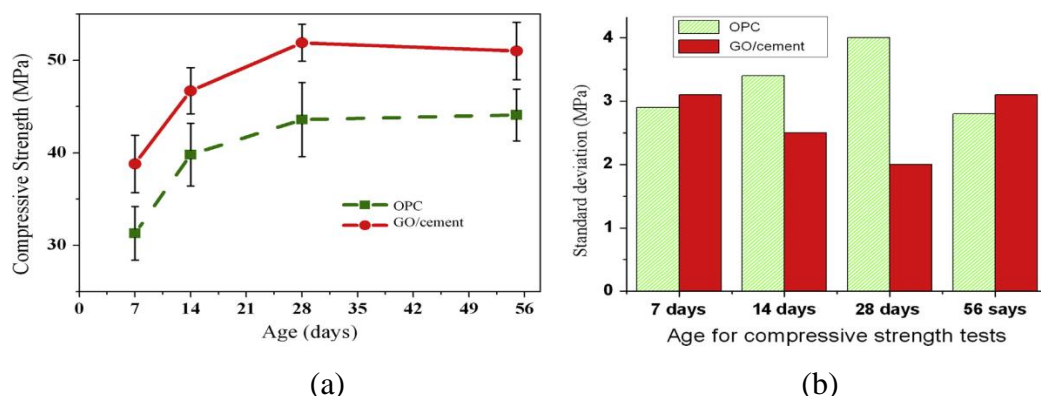 Compressive Strength (MPa)
50
40
30
OPC
GO/cement
0 7 14 21 28 35 42 49 56
Age (days)
(a)
Standard deviation (MPa)
4
3
2
1
0
OPC
GO/cement
7 days 14 days 28 days 56 says
Age for compressive strength tests
(b)